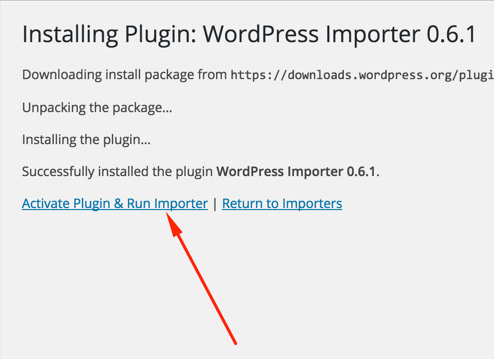 Installing Plugin: WordPress Importer 0.6.1
Downloading install package from https://downloads.wordpress.org/plugi
Unpacking the package...
Installing the plugin...
Successfully installed the plugin WordPress Importer 0.6.1.
Activate Plugin & Run Importer | Return to Importers